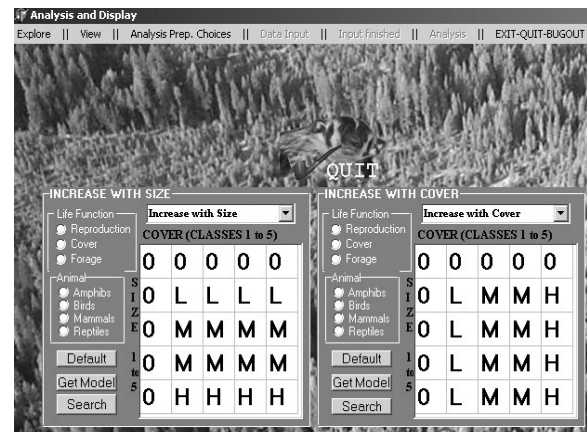 Analysis and Display
Explore || View || Analysis Prep. Choices || Data Input || Input finished || Analysis || EXIT-QUIT-BUGOUT
QUIT
INCREASE WITH SIZE
Life Function
Reproduction
Cover
Forage
Animal
Amphibs
Birds
Mammals
Reptiles
Default
Get Model
Search
Increase with Size
COVER (CLASSES 1 to 5)
SIZE 1 to 5
0 0 0 0 0
0 L L L L
0 M M M M
0 M M M M
0 H H H H
INCREASE WITH COVER
Life Function
Reproduction
Cover
Forage
Animal
Amphibs
Birds
Mammals
Reptiles
Default
Get Model
Search
Increase with Cover
COVER (CLASSES 1 to 5)
SIZE 1 to 5
0 0 0 0 0
0 L M M H
0 L M M H
0 L M M H
0 L M M H